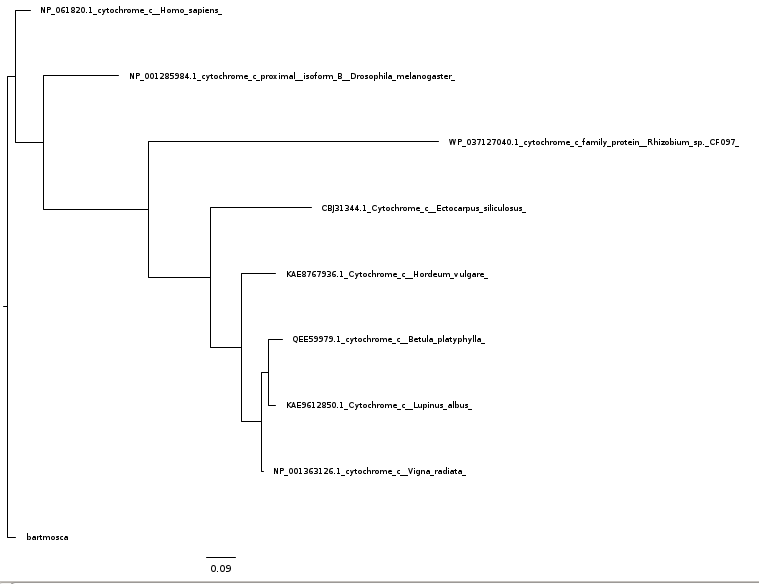 NP_061820.1_cytochrome_c__Homo_sapiens_
NP_001285984.1_cytochrome_c_proximal__isoform_B__Drosophila_melanogaster_
WP_037127040.1_cytochrome_c_family_protein__Rhizobium_sp._CF097_
CBJ31344.1_Cytochrome_c__Ectocarpus_siliculosus_
KAE8767936.1_Cytochrome_c__Hordeum_vulgare_
QEE59979.1_cytochrome_c__Betula_platyphylla_
KAE9612850.1_Cytochrome_c__Lupinus_albus_
NP_001363126.1_cytochrome_c__Vigna_radiata_
bartmosca
0.09